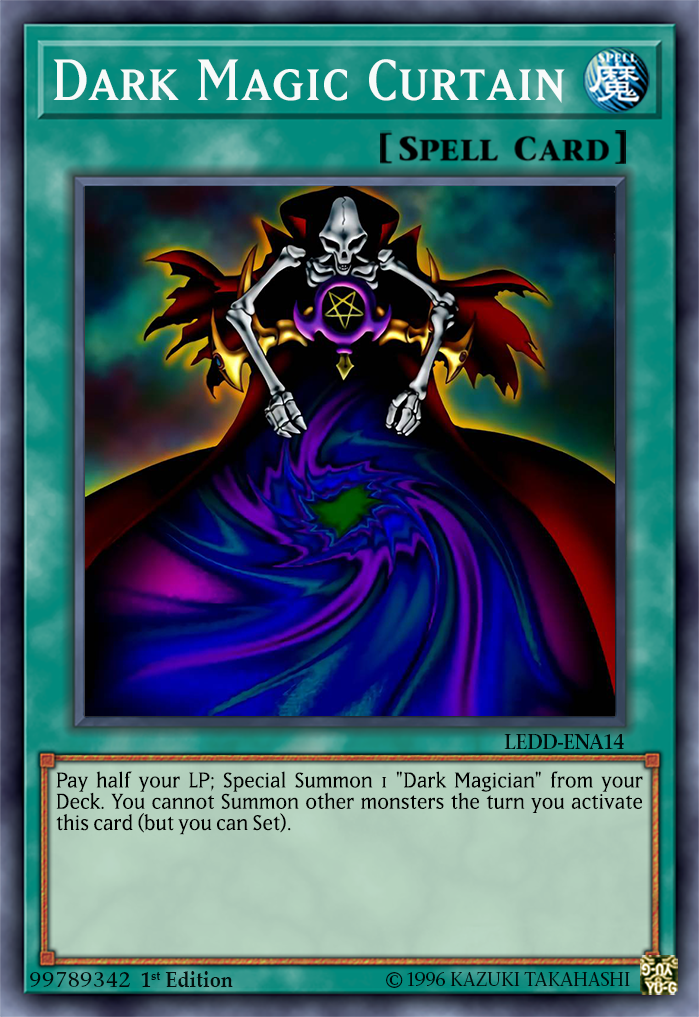 Dark Magic Curtain
SPELL
魔
[Spell Card]
LEDD-ENA14
Pay half your LP; Special Summon 1 "Dark Magician" from your
Deck. You cannot Summon other monsters the turn you activate
this card (but you can Set).
99789342 1st Edition
© 1996 KAZUKI TAKAHASHI